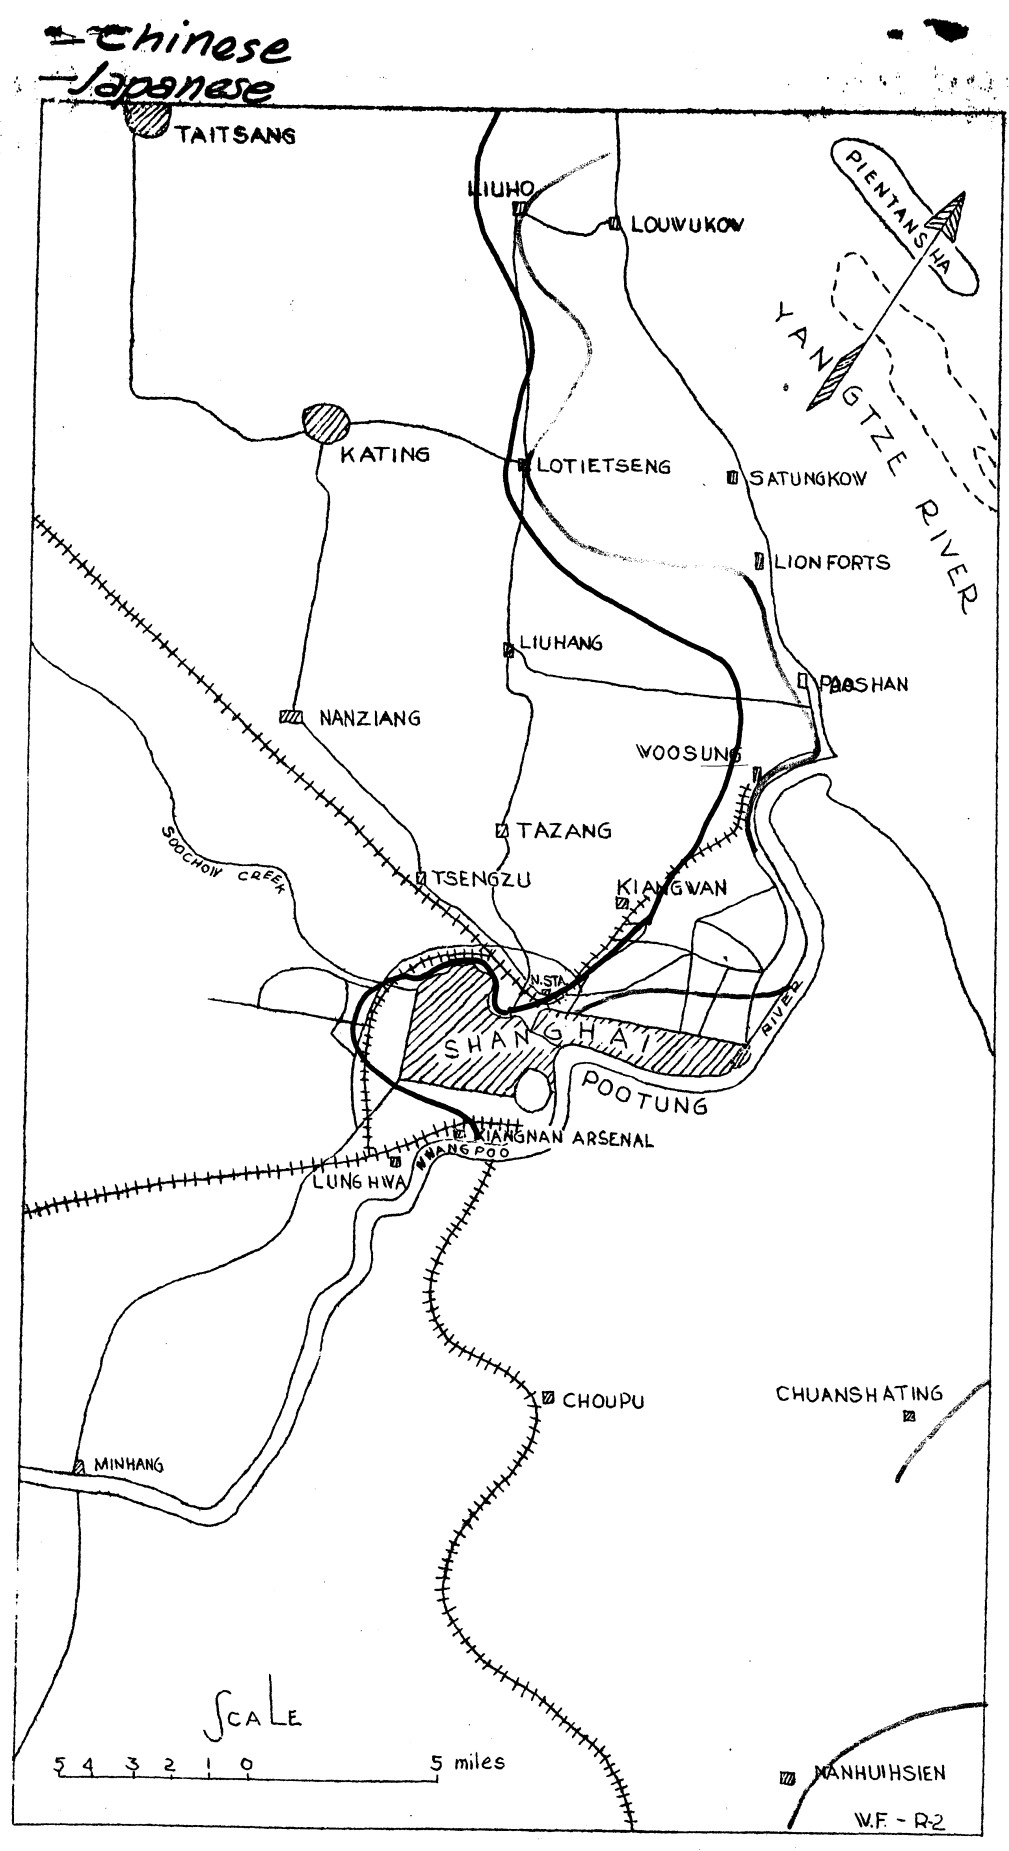 Chinese
Japanese
TAITSANG
LIUHO
LOUWUKOW
PIENTANSHA
YANGTZE RIVER
KATING
LOTIETSENG
SATUNGKOW
LION FORTS
LIUHANG
PAOSHAN
NANZIANG
WOOSUNG
TAZANG
SOOCHOW CREEK
TSENGZU
KIANGWAN
N.STA.
RIVER
SHANGHAI
POOTUNG
KIANGNAN ARSENAL
WWANGPOO
LUNGHWA
CHUANSHATING
CHOUPU
MINHANG
SCALE
5 4 3 2 1 0 5 miles
NANHUIHSIEN
W.F. - R-2